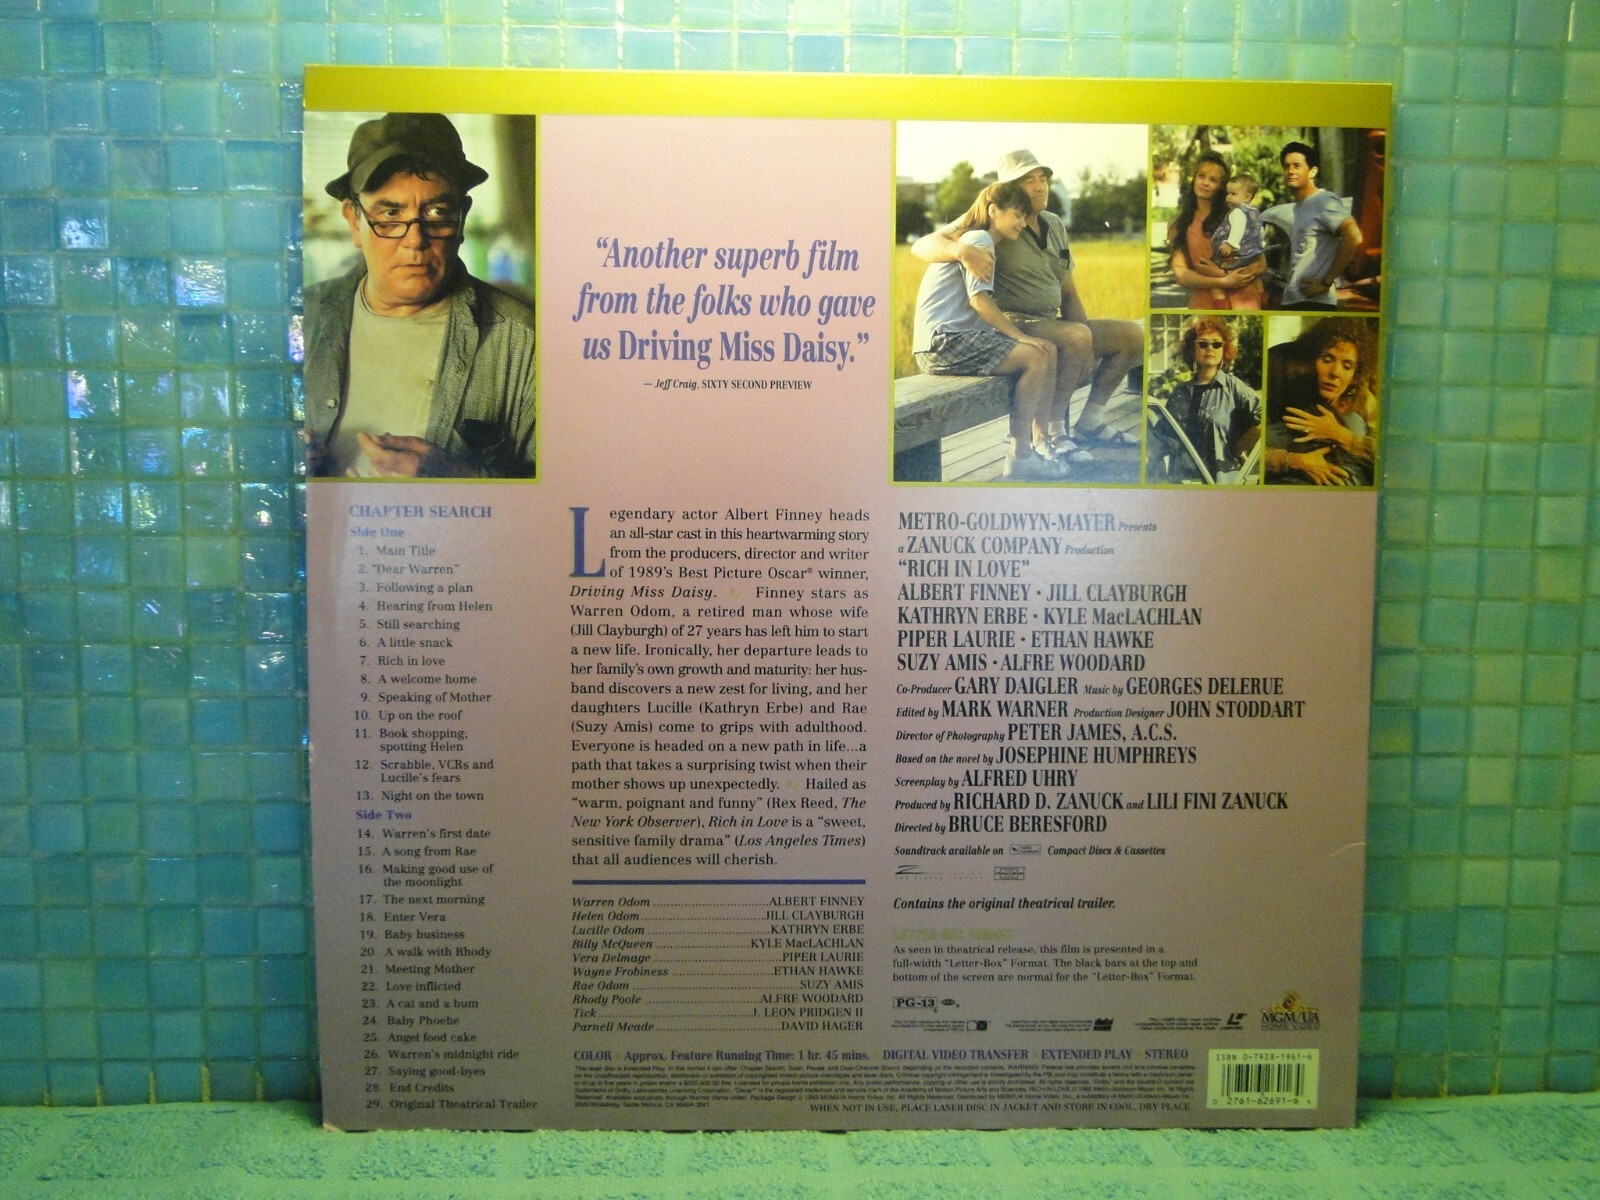 “Another superb film
from the folks who gave
us Driving Miss Daisy.”
— Jeff Craig, SIXTY SECOND PREVIEW
CHAPTER SEARCH
Side One
1. Main Title
2. “Dear Warren”
3. Following a plan
4. Hearing from Helen
5. Still searching
6. A little snack
7. Rich in love
8. A welcome home
9. Speaking of Mother
10. Up on the roof
11. Book shopping;
spotting Helen
12. Scrabble, VCRs and
Lucille's fears
13. Night on the town
Side Two
14. Warren's first date
15. A song from Rae
16. Making good use of
the moonlight
17. The next morning
18. Enter Vera
19. Baby business
20. A walk with Rhody
21. Meeting Mother
22. Love inflicted
23. A cat and a bum
24. Baby Phoebe
25. Angel food cake
26. Warren's midnight ride
27. Saying good-byes
28. End Credits
29. Original Theatrical Trailer
Legendary actor Albert Finney heads
an all-star cast in this heartwarming story
from the producers, director and writer
of 1989's Best Picture Oscar® winner,
Driving Miss Daisy. Finney stars as
Warren Odom, a retired man whose wife
(Jill Clayburgh) of 27 years has left him to start
a new life. Ironically, her departure leads to
her family's own growth and maturity: her hus-
band discovers a new zest for living, and her
daughters Lucille (Kathryn Erbe) and Rae
(Suzy Amis) come to grips with adulthood.
Everyone is headed on a new path in life...a
path that takes a surprising twist when their
mother shows up unexpectedly. Hailed as
“warm, poignant and funny” (Rex Reed, The
New York Observer), Rich in Love is a “sweet,
sensitive family drama” (Los Angeles Times)
that all audiences will cherish.
Warren Odom ... ALBERT FINNEY
Helen Odom ... JILL CLAYBURGH
Lucille Odom ... KATHRYN ERBE
Billy McQueen ... KYLE MacLACHLAN
Vera Delmage ... PIPER LAURIE
Wayne Frobiness ... ETHAN HAWKE
Rae Odom ... SUZY AMIS
Rhody Poole ... ALFRE WOODARD
Tick ... J. LEON PRIDGEN II
Parnell Meade ... DAVID HAGER
METRO-GOLDWYN-MAYER Presents
a ZANUCK COMPANY Production
“RICH IN LOVE”
ALBERT FINNEY · JILL CLAYBURGH
KATHRYN ERBE · KYLE MacLACHLAN
PIPER LAURIE · ETHAN HAWKE
SUZY AMIS · ALFRE WOODARD
Co-Producer GARY DAIGLER Music by GEORGES DELERUE
Edited by MARK WARNER Production Designer JOHN STODDART
Director of Photography PETER JAMES, A.C.S.
Based on the novel by JOSEPHINE HUMPHREYS
Screenplay by ALFRED UHRY
Produced by RICHARD D. ZANUCK and LILI FINI ZANUCK
Directed by BRUCE BERESFORD
Soundtrack available on Compact Discs & Cassettes
Contains the original theatrical trailer.
LETTER-BOX FORMAT
As seen in theatrical release, this film is presented in a
full-width “Letter-Box” Format. The black bars at the top and
bottom of the screen are normal for the “Letter-Box” Format.
PG-13
MGM/UA
HOME VIDEO
COLOR Approx. Feature Running Time: 1 hr. 45 mins. DIGITAL VIDEO TRANSFER EXTENDED PLAY STEREO
WHEN NOT IN USE, PLACE LASER DISC IN JACKET AND STORE IN COOL, DRY PLACE.
ISBN 0-7928-1961-6
0 2761-62691-6 4